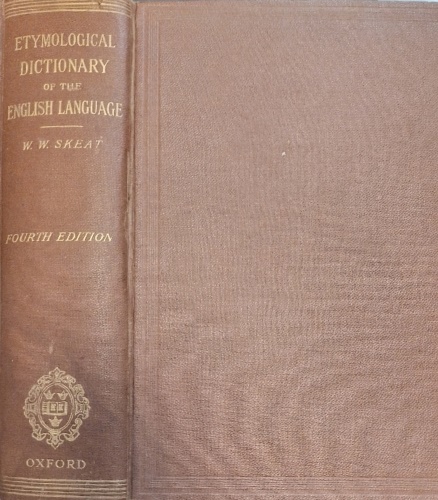 ETYMOLOGICAL
DICTIONARY
OF THE
ENGLISH LANGUAGE
W. W. SKEAT
FOURTH EDITION
OXFORD